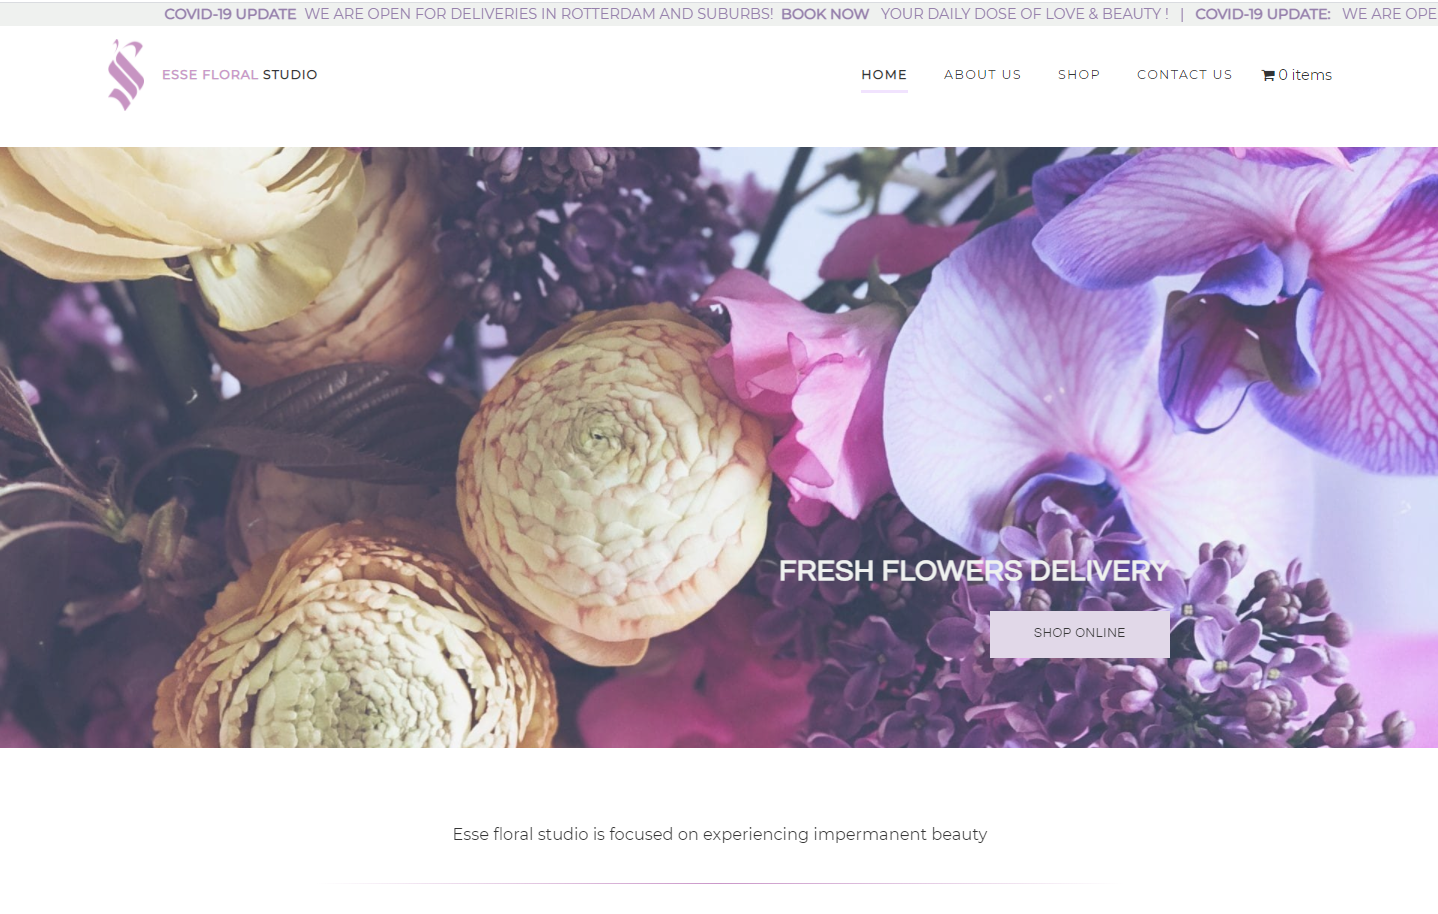 COVID-19 UPDATE WE ARE OPEN FOR DELIVERIES IN ROTTERDAM AND SUBURBS! BOOK NOW YOUR DAILY DOSE OF LOVE & BEAUTY ! | COVID-19 UPDATE: WE ARE OPE
ESSE FLORAL STUDIO
HOME ABOUT US SHOP CONTACT US 0 items
FRESH FLOWERS DELIVERY
SHOP ONLINE
Esse floral studio is focused on experiencing impermanent beauty